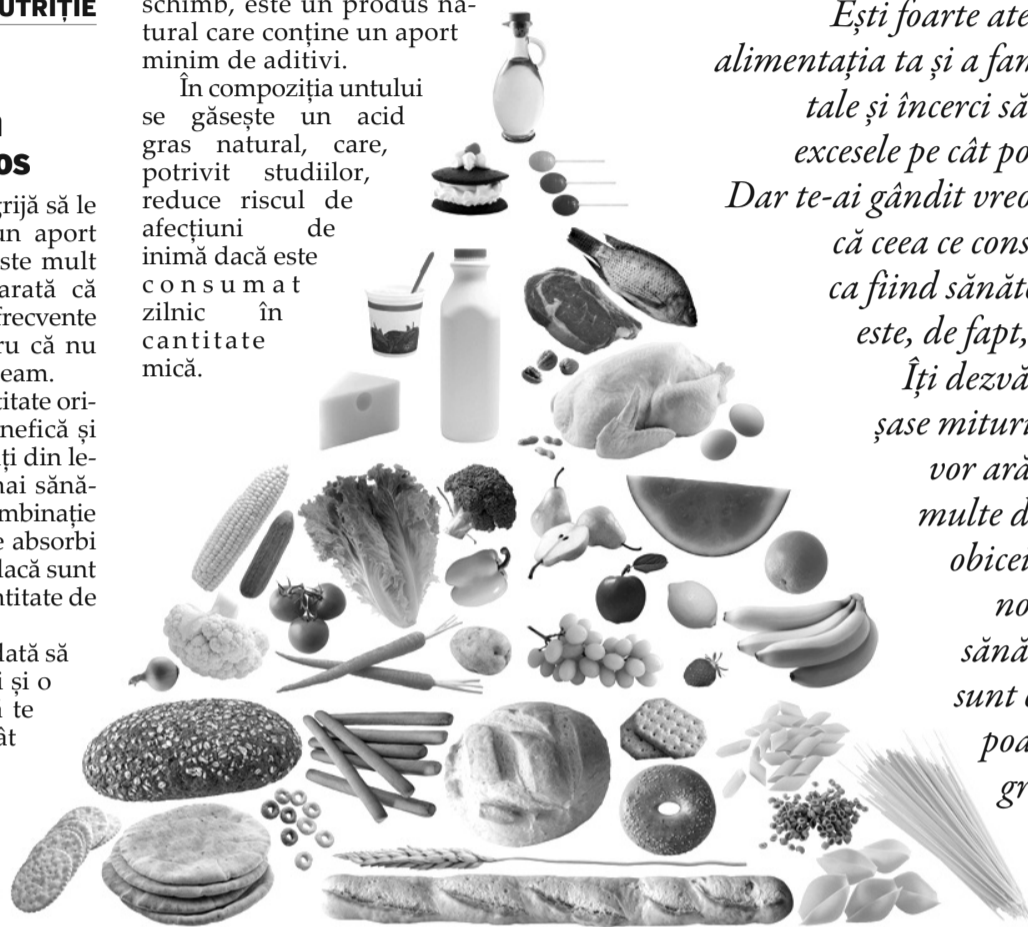 UTRIȚIE
os
grijă să le
un aport
ste mult
arată că
frecvente
ru că nu
eam.
titate ori-
nefică și
ți din le-
mai sănă-
mbinație
e absorbi
dacă sunt
ntitate de
dată să
i și o
ă te
ât
schimb, este un produs na-
tural care conține un aport
minim de aditivi.
În compoziția untului
se găsește un acid
gras natural, care,
potrivit studiilor,
reduce riscul de
afecțiuni de
inimă dacă este
consumat
zilnic în
cantitate
mică.
Ești foarte ate
alimentația ta și a fam
tale și încerci să
excesele pe cât po
Dar te-ai gândit vreo
că ceea ce cons
ca fiind sănăto
este, de fapt,
Îți dezvă
șase mituri
vor ară
multe d
obicei
no
sănă
sunt
poa
gr